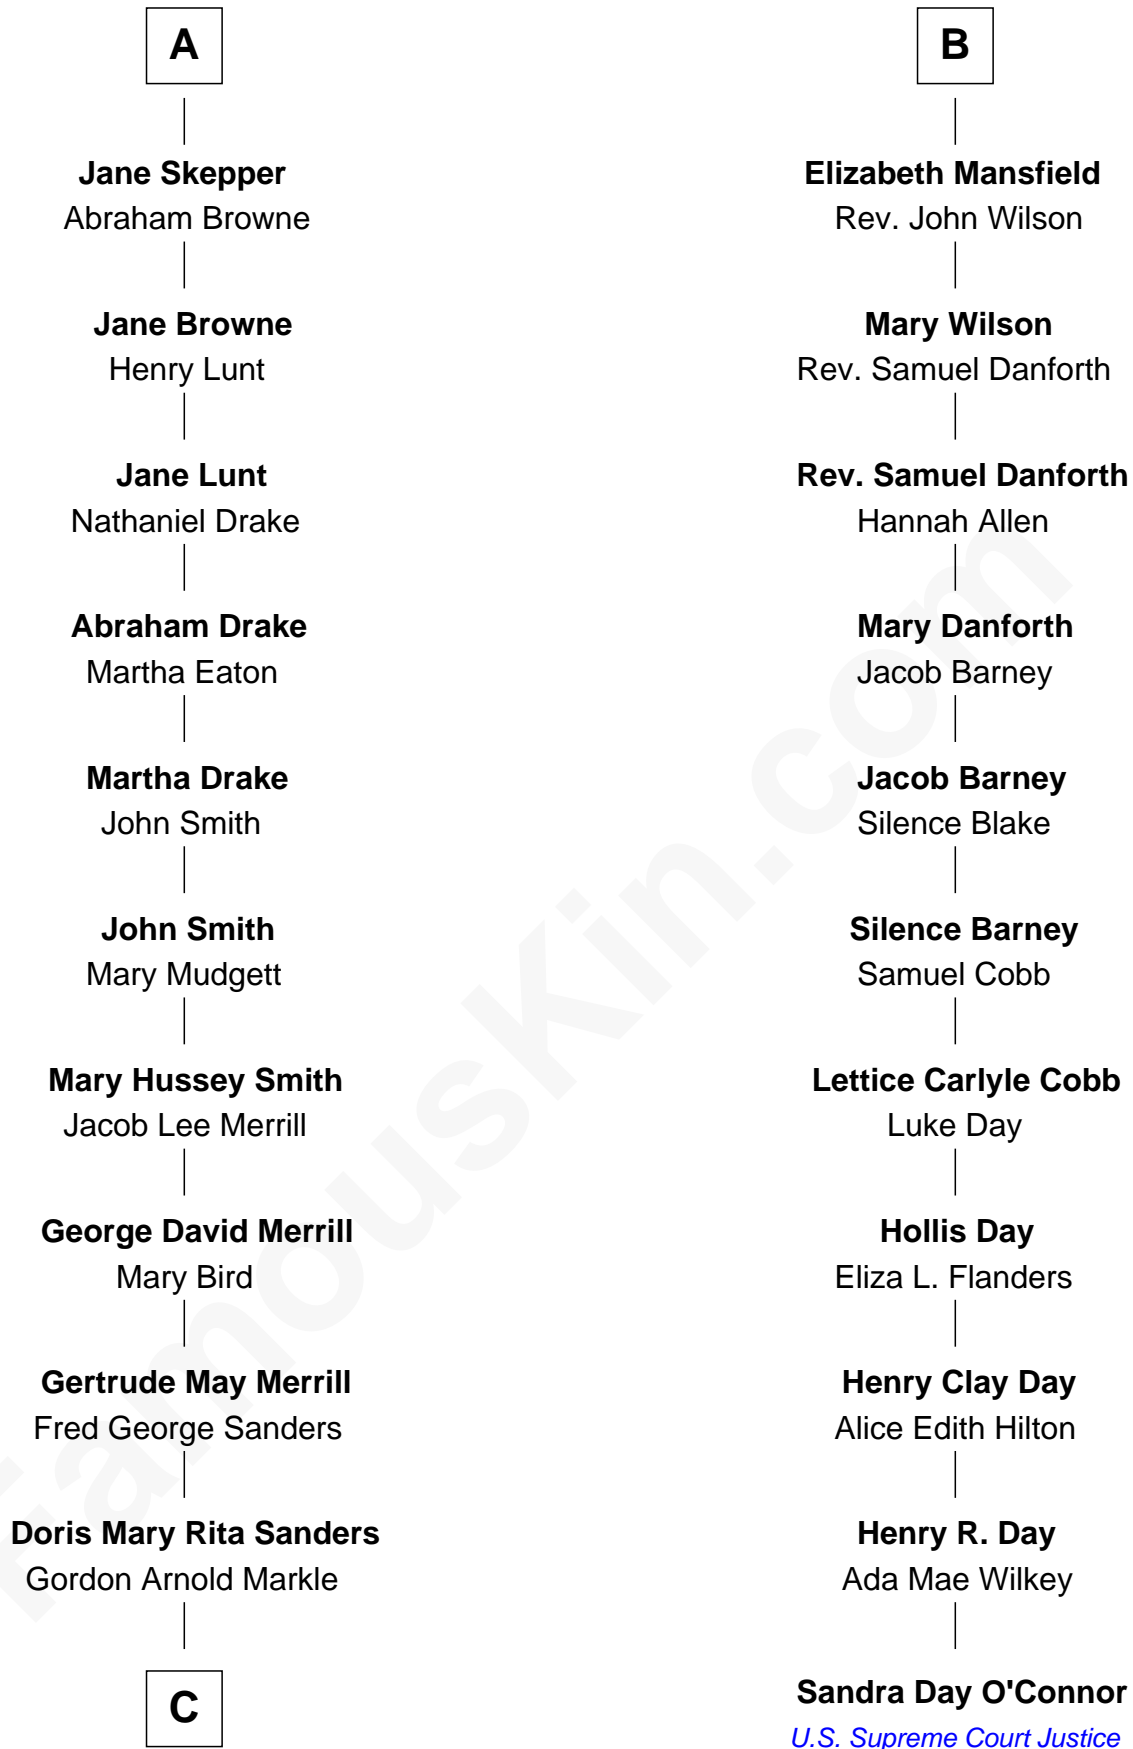 A
Jane Skepper
Abraham Browne
Jane Browne
Henry Lunt
Jane Lunt
Nathaniel Drake
Abraham Drake
Martha Eaton
Martha Drake
John Smith
John Smith
Mary Mudgett
Mary Hussey Smith
Jacob Lee Merrill
George David Merrill
Mary Bird
Gertrude May Merrill
Fred George Sanders
Doris Mary Rita Sanders
Gordon Arnold Markle
C
B
Elizabeth Mansfield
Rev. John Wilson
Mary Wilson
Rev. Samuel Danforth
Rev. Samuel Danforth
Hannah Allen
Mary Danforth
Jacob Barney
Jacob Barney
Silence Blake
Silence Barney
Samuel Cobb
Lettice Carlyle Cobb
Luke Day
Hollis Day
Eliza L. Flanders
Henry Clay Day
Alice Edith Hilton
Henry R. Day
Ada Mae Wilkey
Sandra Day O'Connor
U.S. Supreme Court Justice
FamousKin.com